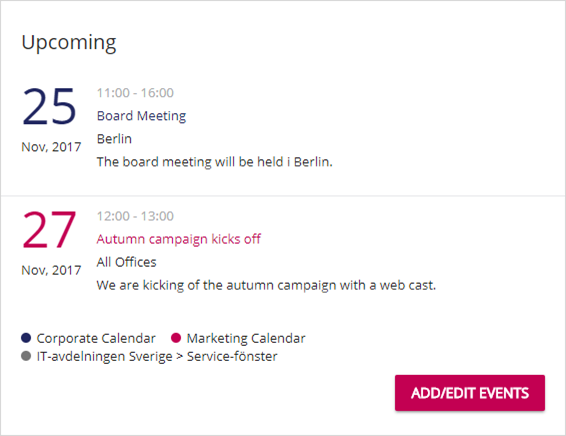 Upcoming
25
Nov, 2017
11:00 - 16:00
Board Meeting
Berlin
The board meeting will be held i Berlin.
27
Nov, 2017
12:00 - 13:00
Autumn campaign kicks off
All Offices
We are kicking of the autumn campaign with a web cast.
Corporate Calendar Marketing Calendar
IT-avdelningen Sverige > Service-fönster
ADD/EDIT EVENTS